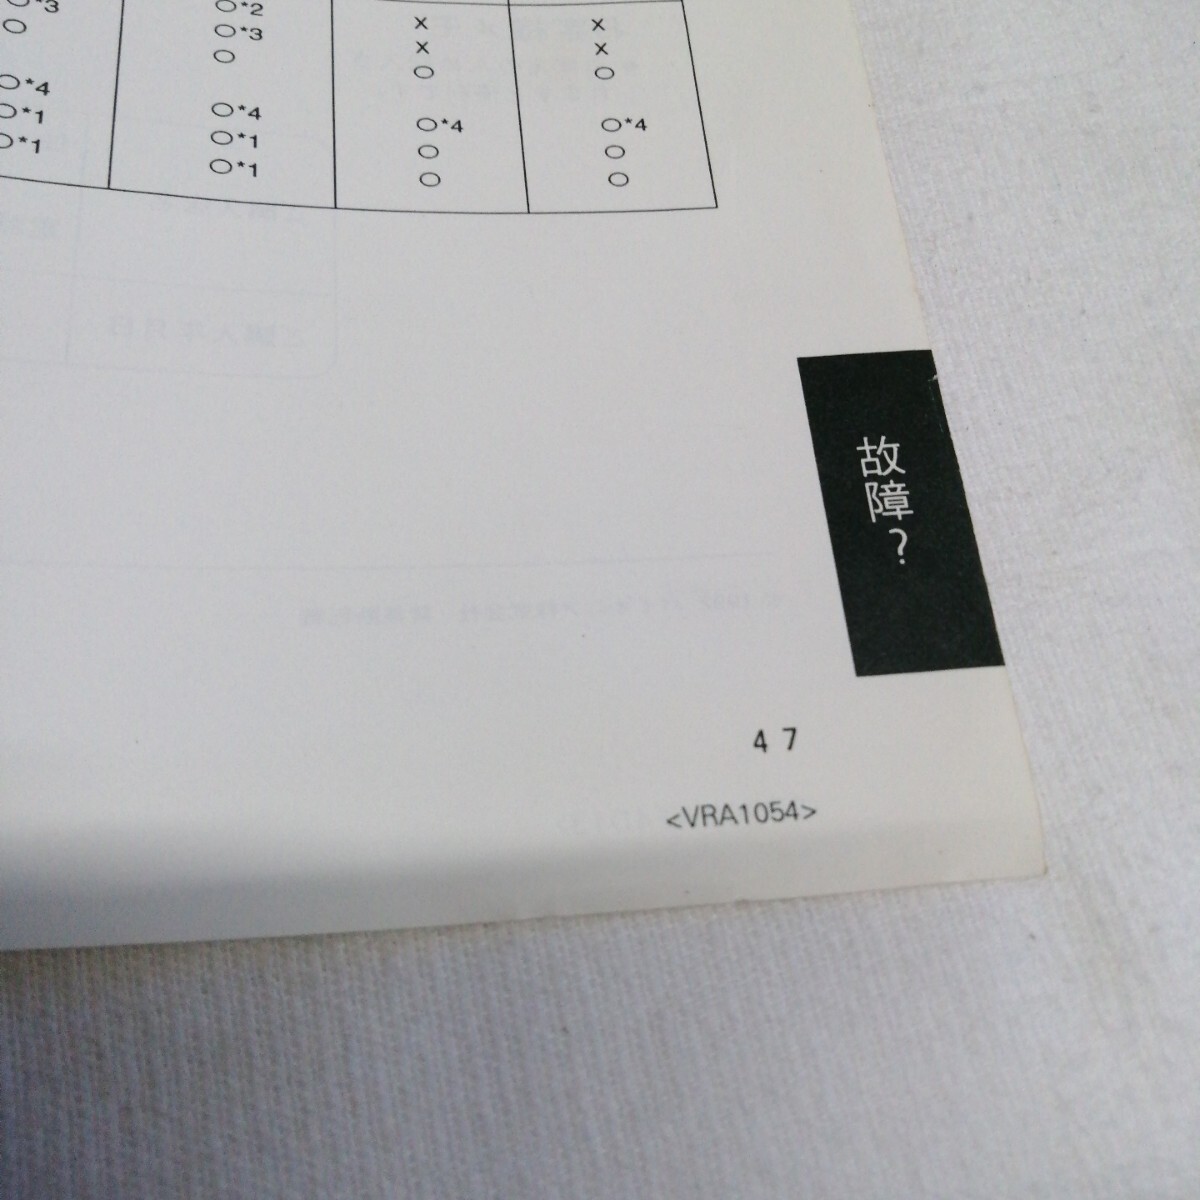 ○*3 ○*2
○ ○*3 × ×
○ × ×
○ ○
○*4 ○*4 ○*4 ○*4
○*1 ○*1 ○ ○
○*1 ○*1 ○ ○
故障?
47
<VRA1054>